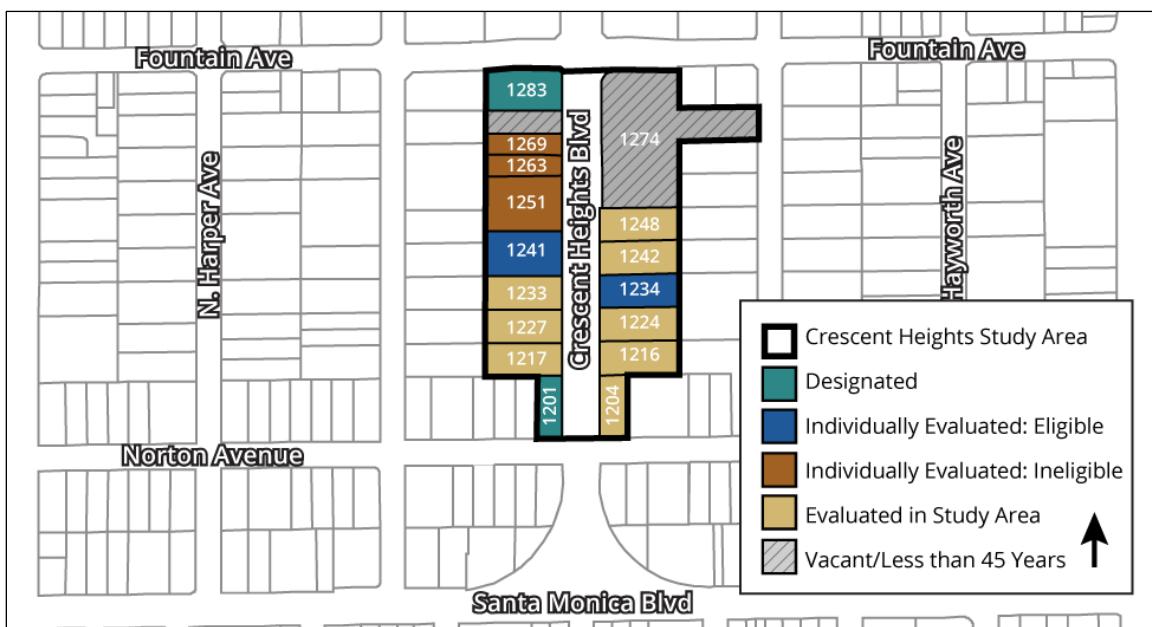 Fountain Ave
Fountain Ave
1283
1269
1263
1251
1241
1233
1227
1217
1201
Crescent Heights Blvd
1274
1248
1242
1234
1224
1216
1204
N. Harper Ave
Hayworth Ave
Norton Avenue
Santa Monica Blvd
Crescent Heights Study Area
Designated
Individually Evaluated: Eligible
Individually Evaluated: Ineligible
Evaluated in Study Area
Vacant/Less than 45 Years